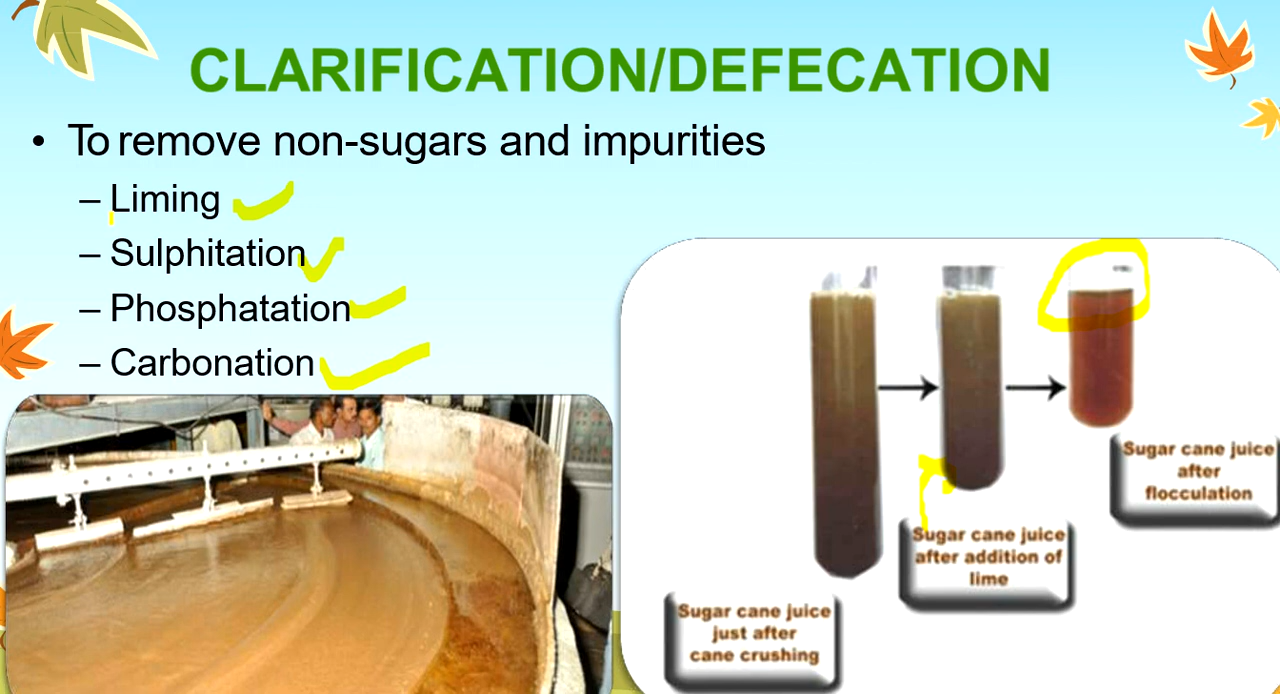 CLARIFICATION/DEFECATION
• To remove non-sugars and impurities
– Liming
– Sulphitation
– Phosphatation
– Carbonation
Sugar cane juice
just after
cane crushing
Sugar cane juice
after addition of
lime
Sugar cane juice
after
flocculation